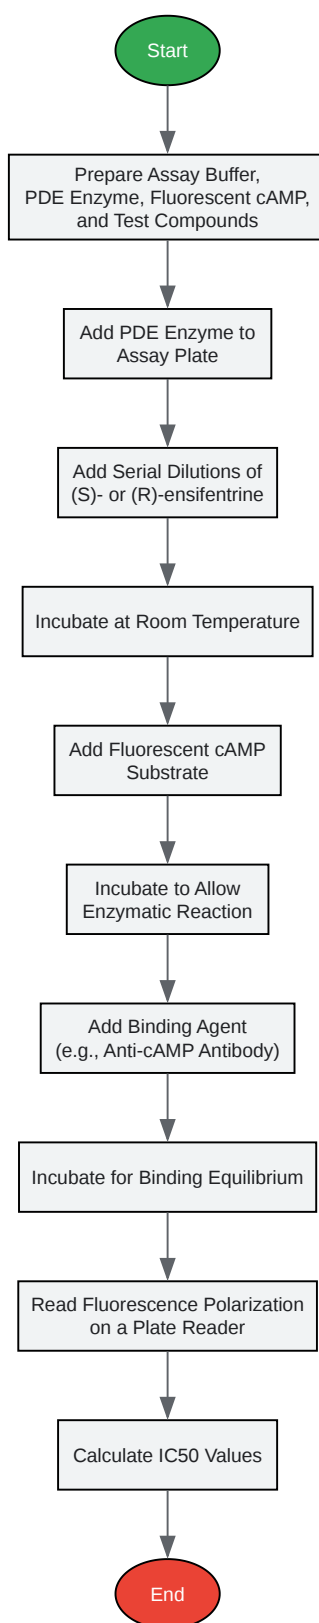 Start
Prepare Assay Buffer,
PDE Enzyme, Fluorescent cAMP,
and Test Compounds
Add PDE Enzyme to
Assay Plate
Add Serial Dilutions of
(S)- or (R)-ensifentrine
Incubate at Room Temperature
Add Fluorescent cAMP
Substrate
Incubate to Allow
Enzymatic Reaction
Add Binding Agent
(e.g., Anti-cAMP Antibody)
Incubate for Binding Equilibrium
Read Fluorescence Polarization
on a Plate Reader
Calculate IC50 Values
End